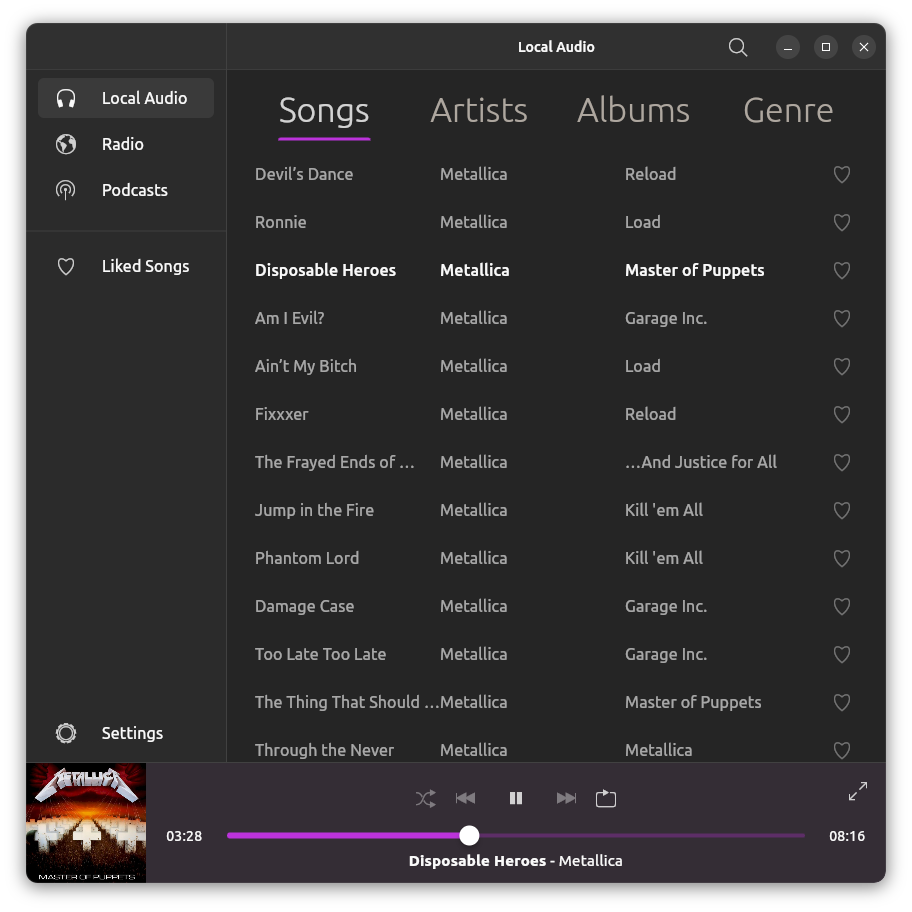 Local Audio
Local Audio
Radio
Podcasts
Liked Songs
Settings
Songs Artists Albums Genre
Devil’s Dance Metallica Reload
Ronnie Metallica Load
Disposable Heroes Metallica Master of Puppets
Am I Evil? Metallica Garage Inc.
Ain’t My Bitch Metallica Load
Fixxxer Metallica Reload
The Frayed Ends of … Metallica …And Justice for All
Jump in the Fire Metallica Kill 'em All
Phantom Lord Metallica Kill 'em All
Damage Case Metallica Garage Inc.
Too Late Too Late Metallica Garage Inc.
The Thing That Should … Metallica Master of Puppets
Through the Never Metallica Metallica
METALLICA
MASTER OF PUPPETS
03:28 08:16
Disposable Heroes - Metallica